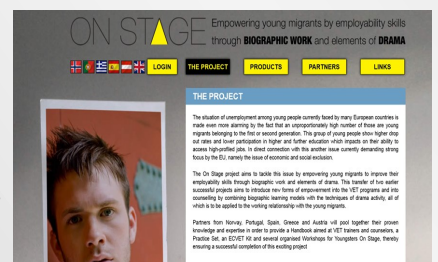 ON STAGE
Empowering young migrants by employability skills
through BIOGRAPHIC WORK and elements of DRAMA
LOGIN THE PROJECT PRODUCTS PARTNERS LINKS
THE PROJECT
The situation of unemployment among young people currently faced by many European countries is
made even more alarming by the fact that an unproportionately high number of those are young
migrants belonging to the first or second generation. This group of young people show higher drop
out rates and lower participation in higher and further education which impacts on their ability to
access high-profiled jobs. In direct connection with this another issue currently demanding strong
focus by the EU, namely the issue of economic and social exclusion.
The On Stage project aims to tackle this issue by empowering young migrants to improve their
employability skills through biographic work and elements of drama. This transfer of two earlier
successful projects aims to introduce new forms of empowerment into the VET programs and into
counselling by combining biographic learning models with the techniques of drama activity, all of
which is to be applied to the working relationship with the young migrants.
Partners from Norway, Portugal, Spain, Greece and Austria will pool together their proven
knowledge and expertise in order to provide a Handbook aimed at VET trainers and counsellors, a
Practice Set, an ECVET Kit and several organised Workshops for Youngsters On Stage, thereby
ensuring a successful completion of this exciting project